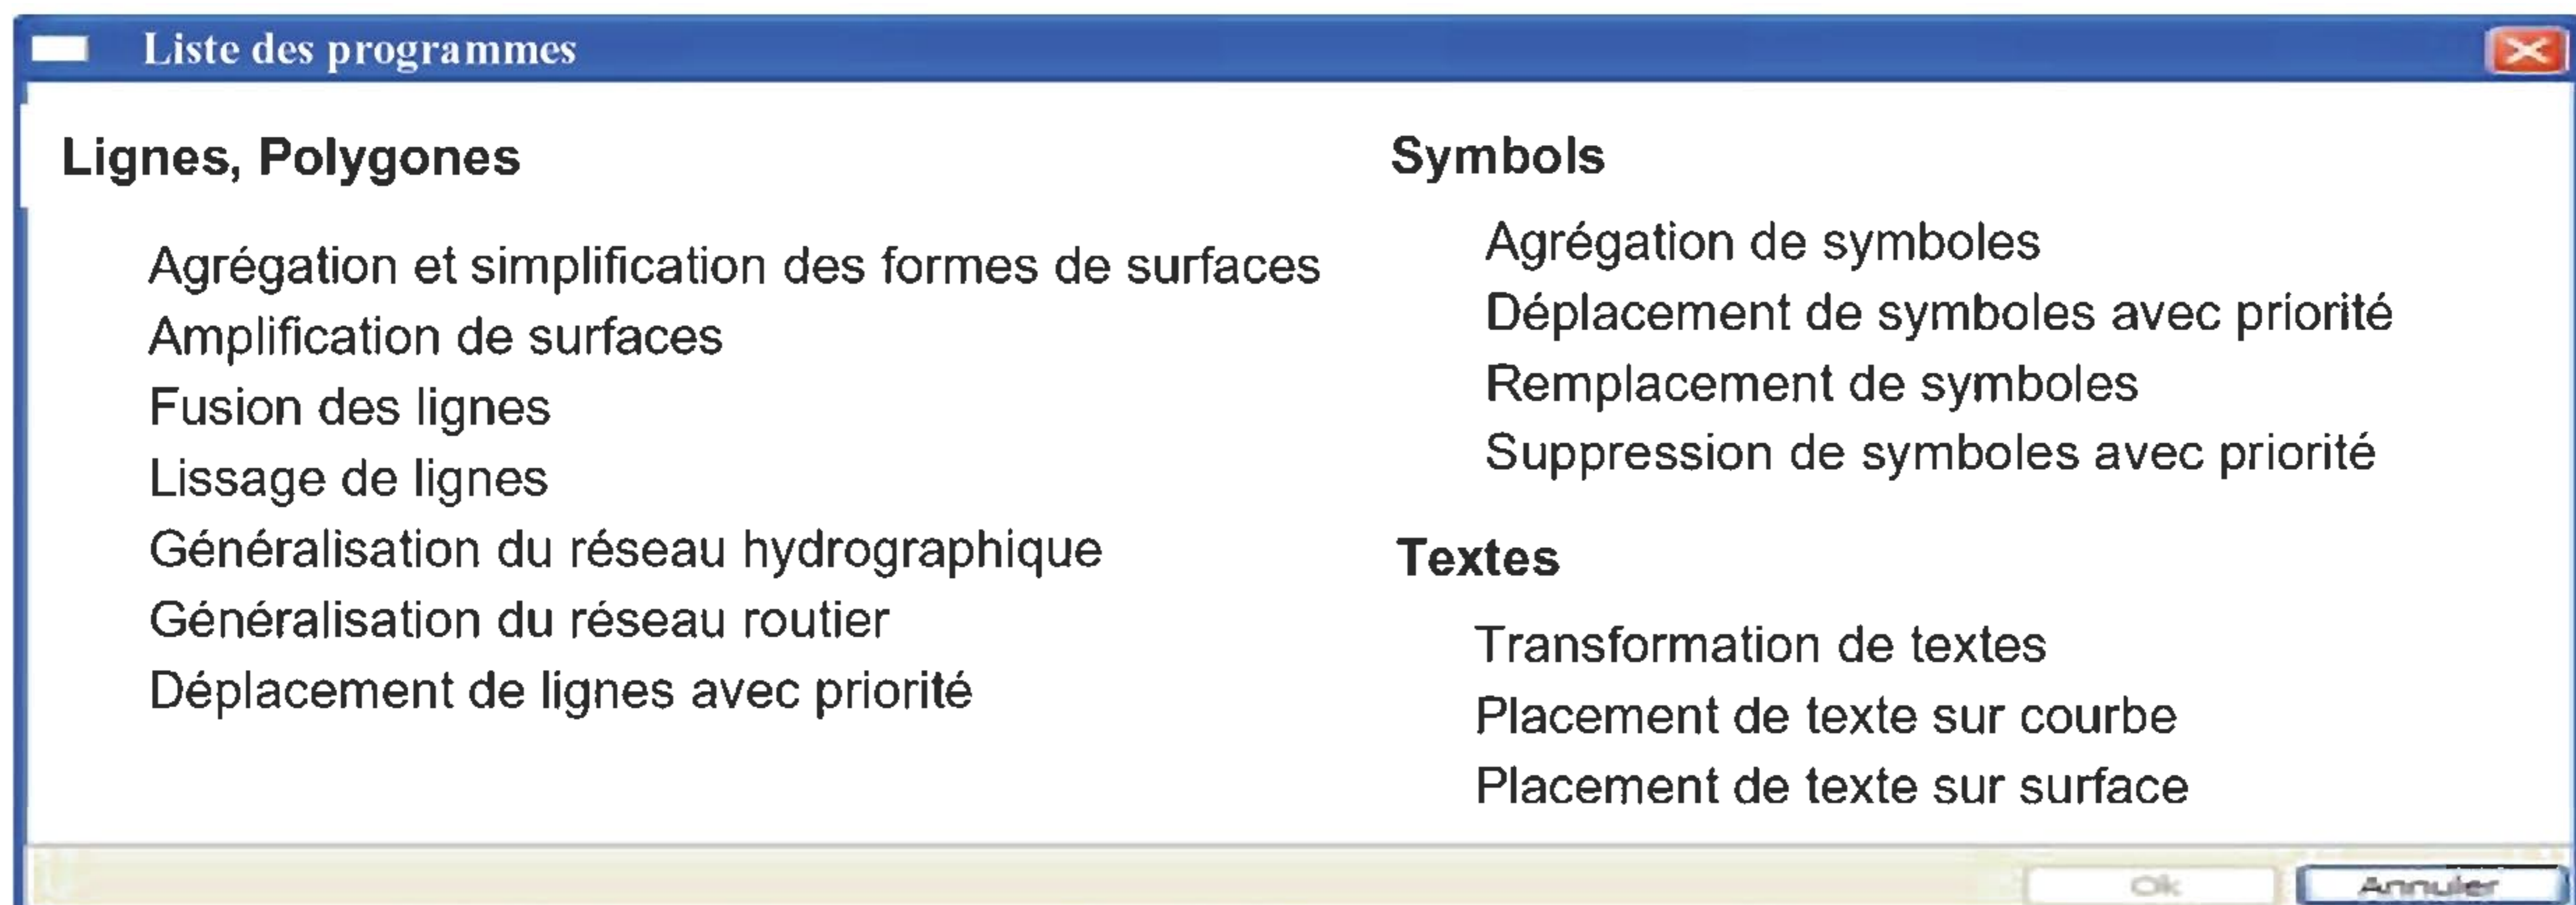 Liste des programmes
Lignes, Polygones
Agrégation et simplification des formes de surfaces
Amplification de surfaces
Fusion des lignes
Lissage de lignes
Généralisation du réseau hydrographique
Généralisation du réseau routier
Déplacement de lignes avec priorité
Symbols
Agrégation de symboles
Déplacement de symboles avec priorité
Remplacement de symboles
Suppression de symboles avec priorité
Textes
Transformation de textes
Placement de texte sur courbe
Placement de texte sur surface
Ok
Annuler